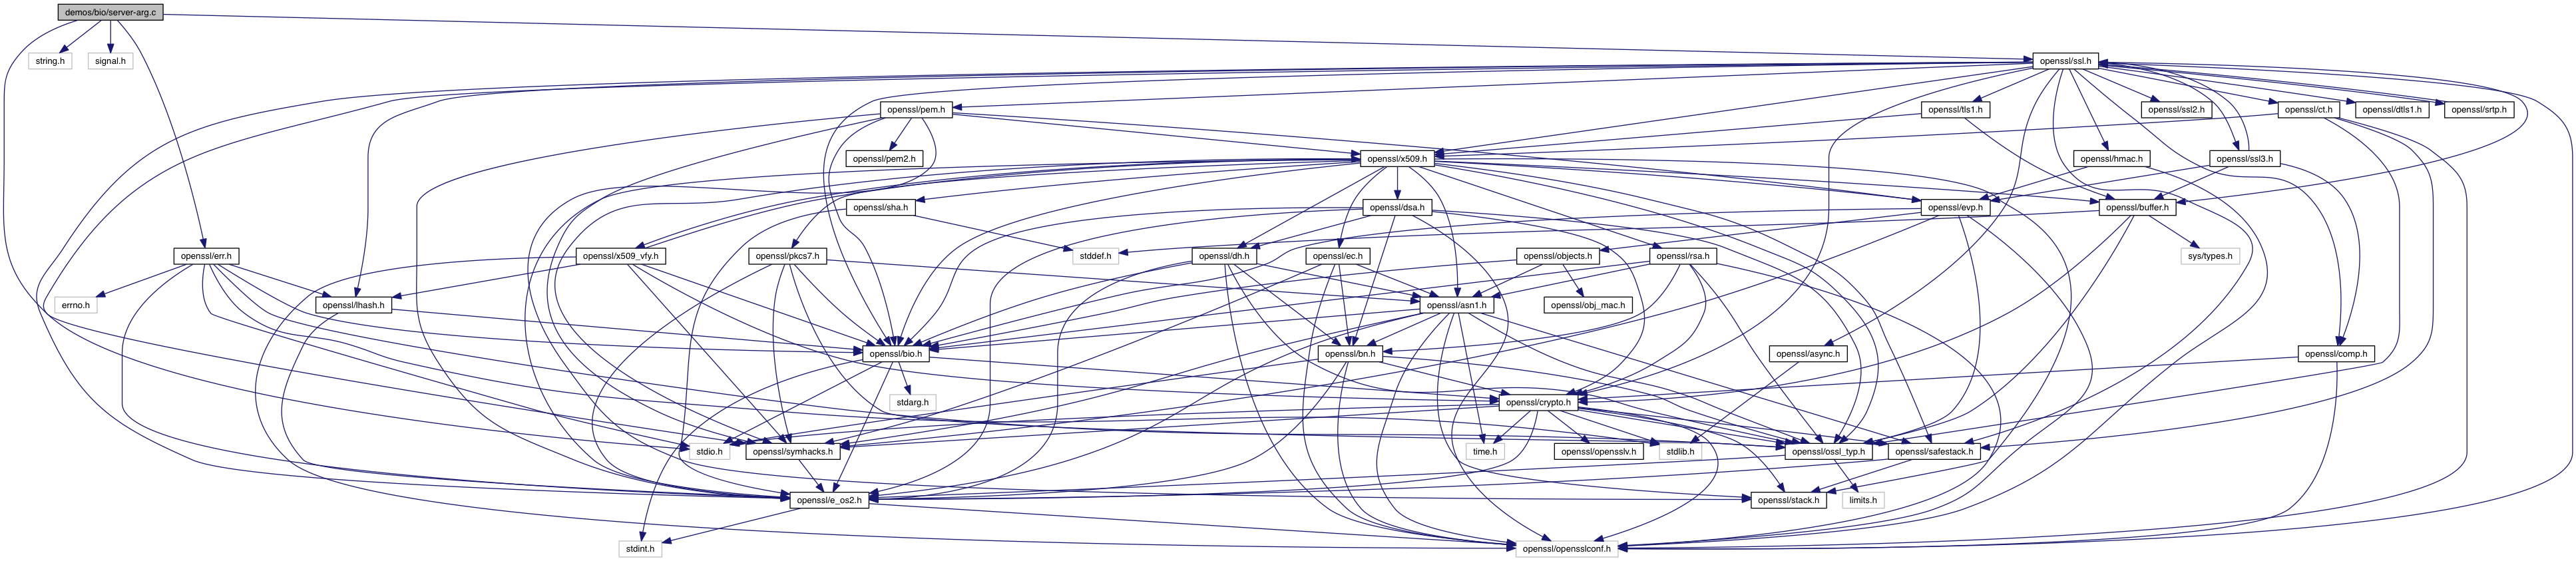 demos/bio/server-arg.c
string.h
signal.h
openssl/ssl.h
openssl/pem.h
openssl/tls1.h
openssl/ssl2.h
openssl/ct.h
openssl/dtls1.h
openssl/srtp.h
openssl/pem2.h
openssl/x509.h
openssl/hmac.h
openssl/ssl3.h
openssl/sha.h
openssl/dsa.h
openssl/evp.h
openssl/buffer.h
openssl/err.h
openssl/x509_vfy.h
openssl/pkcs7.h
stddef.h
openssl/dh.h
openssl/ec.h
openssl/objects.h
openssl/rsa.h
sys/types.h
errno.h
openssl/lhash.h
openssl/asn1.h
openssl/obj_mac.h
openssl/bio.h
openssl/bn.h
openssl/async.h
openssl/comp.h
stdarg.h
openssl/crypto.h
stdio.h
openssl/symhacks.h
time.h
openssl/opensslv.h
stdlib.h
openssl/ossl_typ.h
openssl/safestack.h
openssl/e_os2.h
openssl/stack.h
limits.h
stdint.h
openssl/opensslconf.h